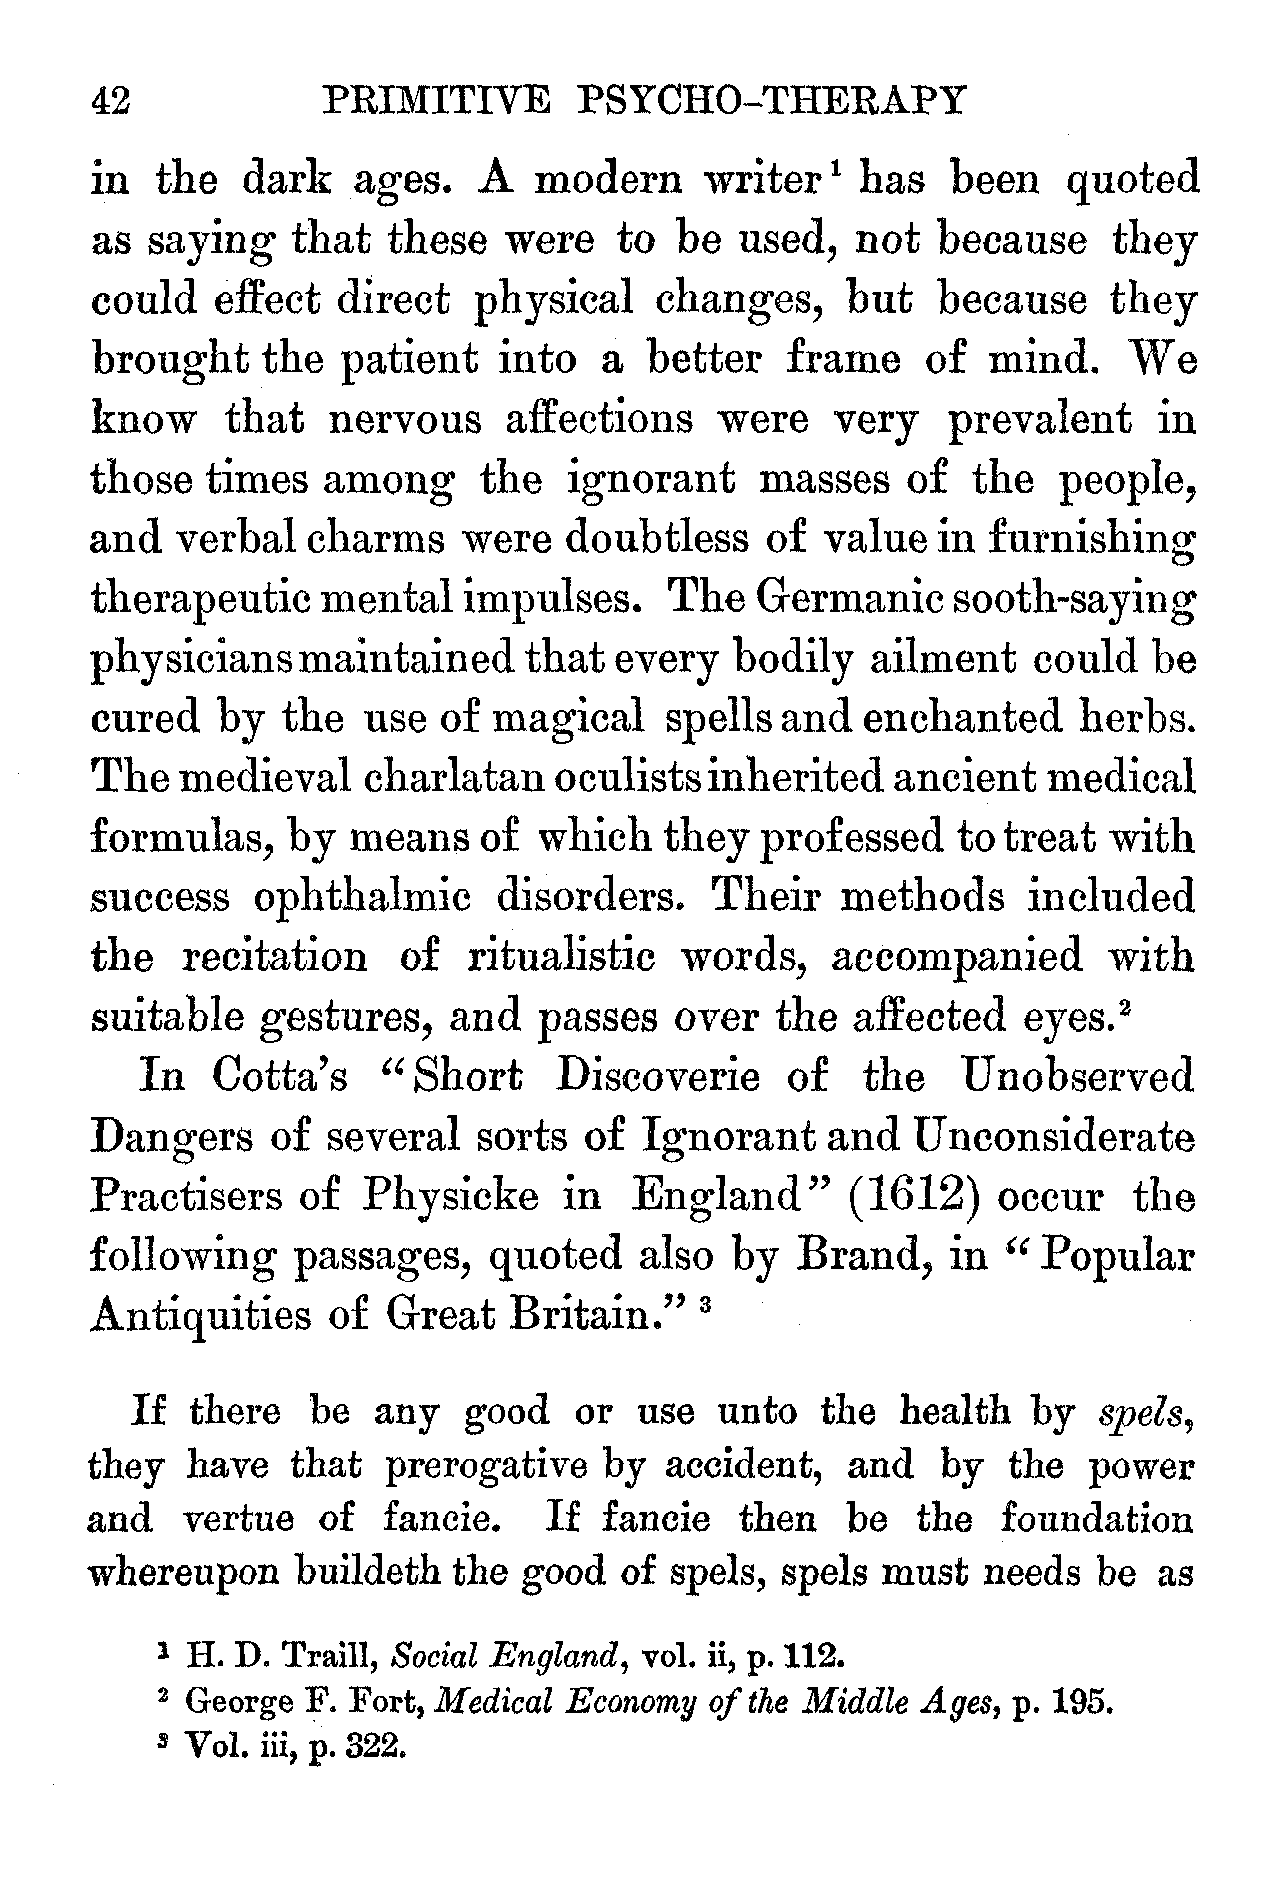 42 PRIMITIVE PSYCHO-THERAPY
in the dark ages. A modern writer¹ has been quoted
as saying that these were to be used, not because they
could effect direct physical changes, but because they
brought the patient into a better frame of mind. We
know that nervous affections were very prevalent in
those times among the ignorant masses of the people,
and verbal charms were doubtless of value in furnishing
therapeutic mental impulses. The Germanic sooth-saying
physicians maintained that every bodily ailment could be
cured by the use of magical spells and enchanted herbs.
The medieval charlatan oculists inherited ancient medical
formulas, by means of which they professed to treat with
success ophthalmic disorders. Their methods included
the recitation of ritualistic words, accompanied with
suitable gestures, and passes over the affected eyes.²
In Cotta's “Short Discoverie of the Unobserved
Dangers of several sorts of Ignorant and Unconsiderate
Practisers of Physicke in England” (1612) occur the
following passages, quoted also by Brand, in “Popular
Antiquities of Great Britain.” ³
If there be any good or use unto the health by spels,
they have that prerogative by accident, and by the power
and vertue of fancie. If fancie then be the foundation
whereupon buildeth the good of spels, spels must needs be as
¹ H. D. Traill, Social England, vol. ii, p. 112.
² George F. Fort, Medical Economy of the Middle Ages, p. 195.
³ Vol. iii, p. 322.